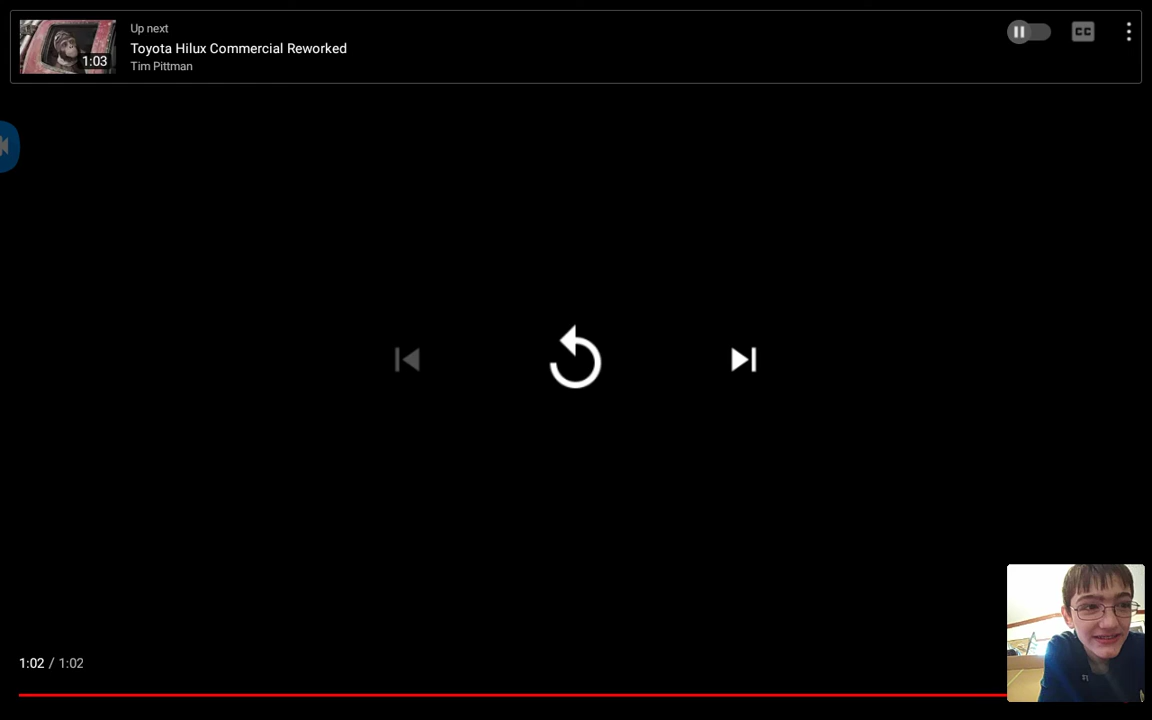 Up next
Toyota Hilux Commercial Reworked
Tim Pittman
1:03
CC
1:02 / 1:02